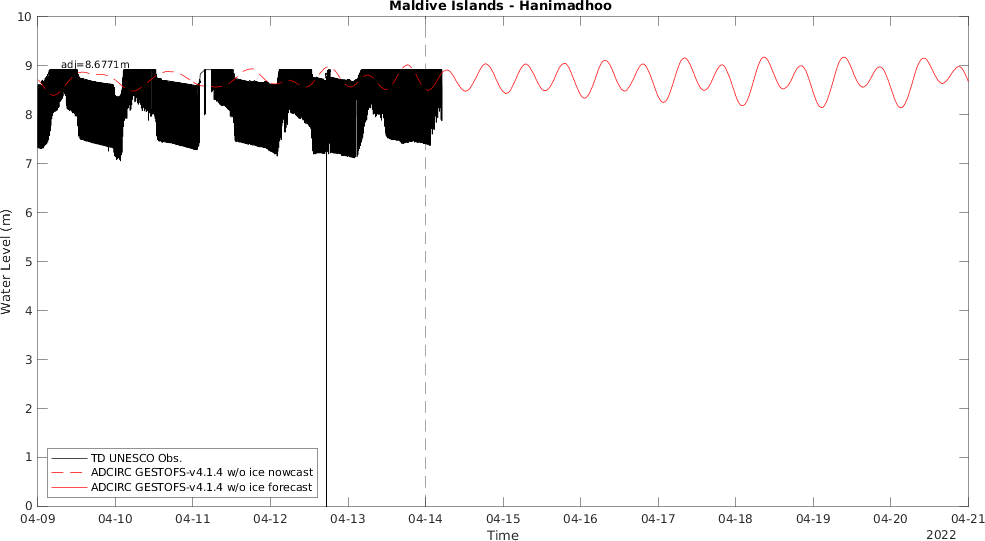 Maldive Islands - Hanimadhoo
10
9
8
7
6
5
4
3
2
1
0
Water Level (m)
adj=8.6771m
TD UNESCO Obs.
ADCIRC GESTOFS-v4.1.4 w/o ice nowcast
ADCIRC GESTOFS-v4.1.4 w/o ice forecast
04-09 04-10 04-11 04-12 04-13 04-14 04-15 04-16 04-17 04-18 04-19 04-20 04-21
Time
2022